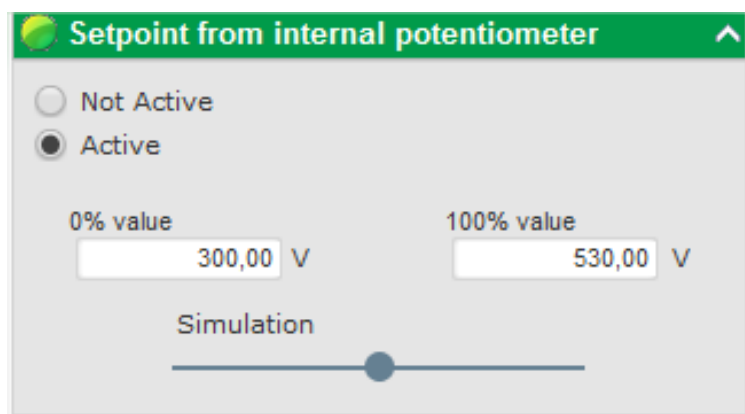 Setpoint from internal potentiometer
Not Active
Active
0% value 100% value
300,00 V 530,00 V
Simulation